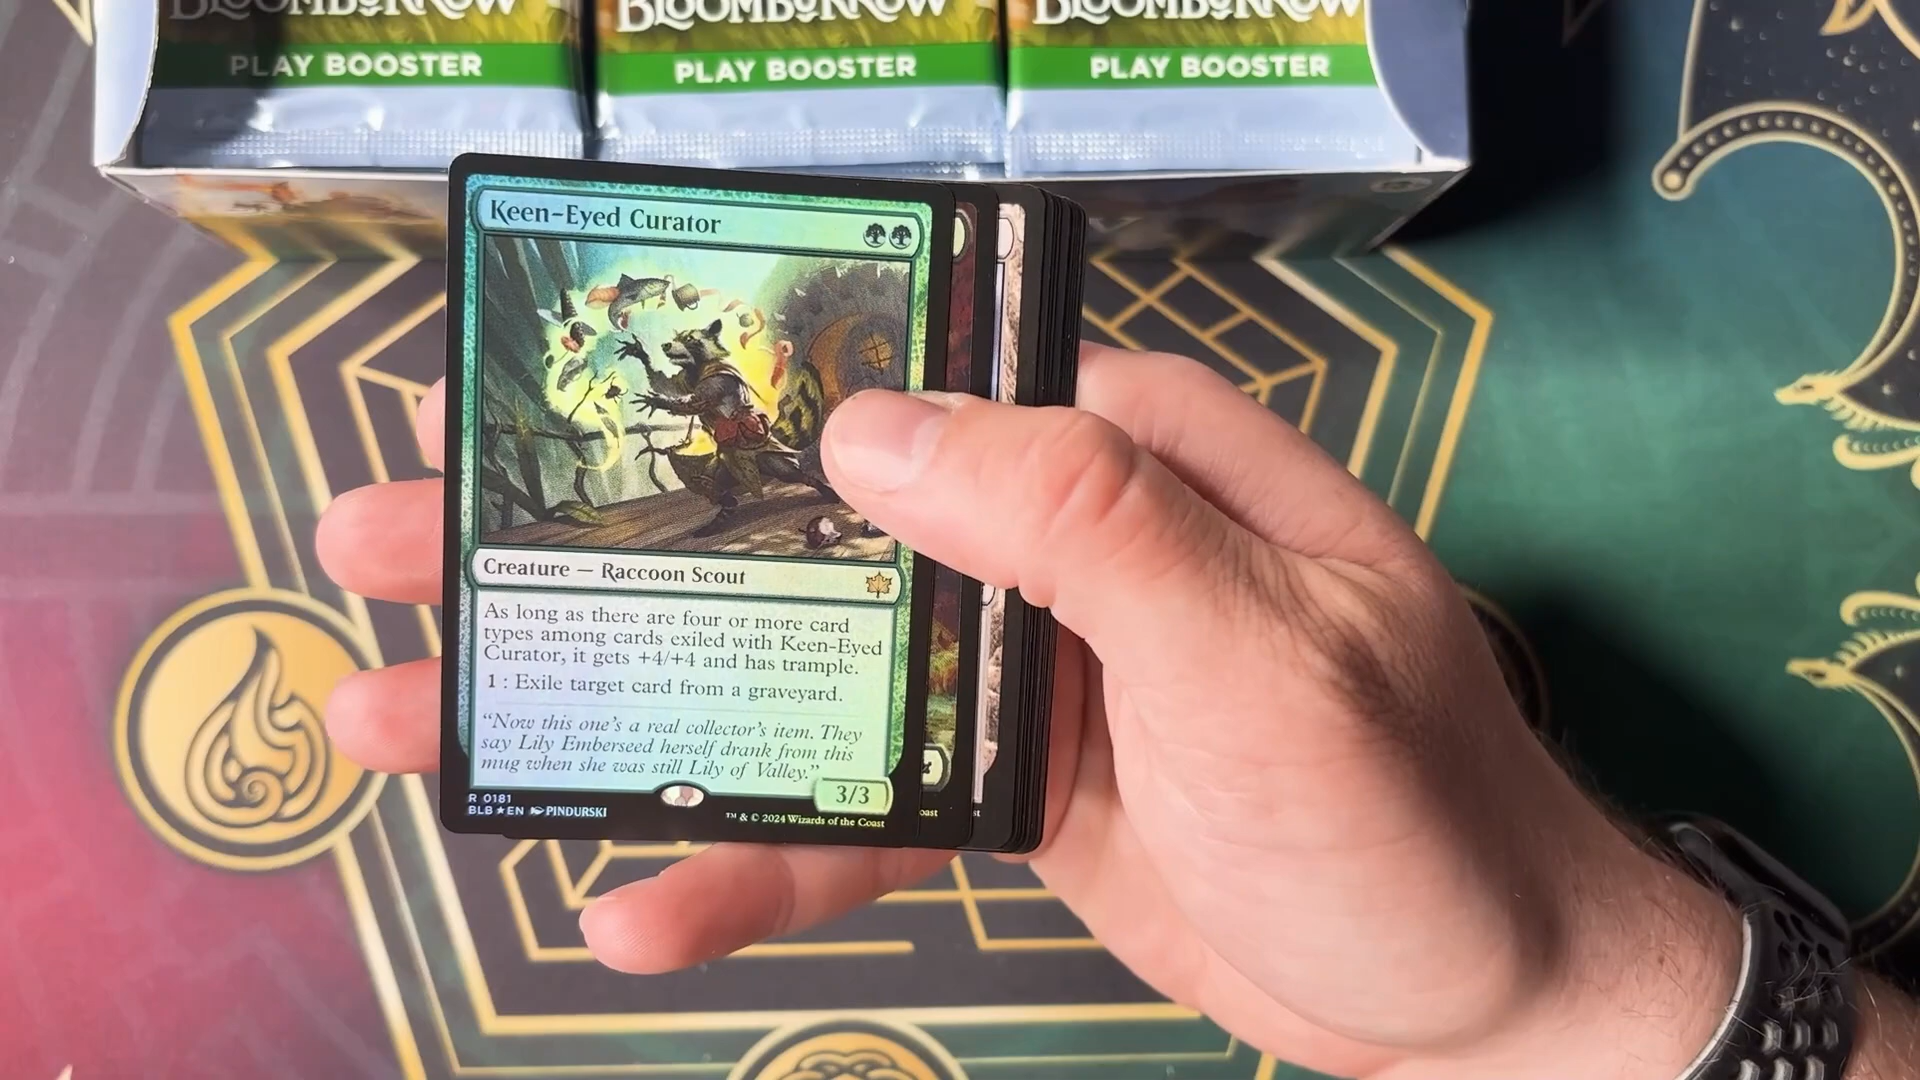 BLOOMBURROW
BLOOMBURROW
BLOOMBURROW
PLAY BOOSTER
PLAY BOOSTER
PLAY BOOSTER
Keen-Eyed Curator
Creature — Raccoon Scout
As long as there are four or more card
types among cards exiled with Keen-Eyed
Curator, it gets +4/+4 and has trample.
1 : Exile target card from a graveyard.
“Now this one’s a real collector’s item. They
say Lily Emberseed herself drank from this
mug when she was still Lily of Valley.”
3/3
R 0181
BLB ★ EN PINDURSKI
™ & © 2024 Wizards of the Coast
oast
st